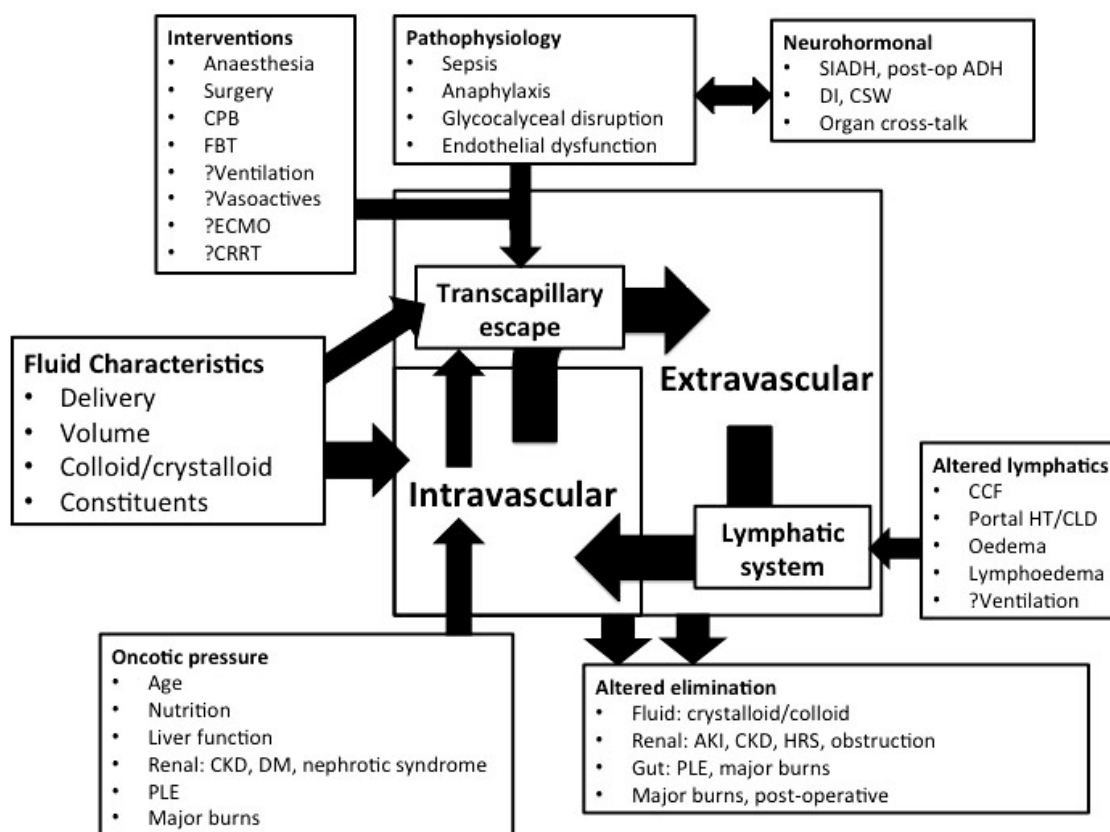 Interventions
• Anaesthesia
• Surgery
• CPB
• FBT
• ?Ventilation
• ?Vasoactives
• ?ECMO
• ?CRRT
Pathophysiology
• Sepsis
• Anaphylaxis
• Glycocalyceal disruption
• Endothelial dysfunction
Neurohormonal
• SIADH, post-op ADH
• DI, CSW
• Organ cross-talk
Transcapillary
escape
Fluid Characteristics
• Delivery
• Volume
• Colloid/crystalloid
• Constituents
Extravascular
Intravascular
Lymphatic
system
Altered lymphatics
• CCF
• Portal HT/CLD
• Oedema
• Lymphoedema
• ?Ventilation
Oncotic pressure
• Age
• Nutrition
• Liver function
• Renal: CKD, DM, nephrotic syndrome
• PLE
• Major burns
Altered elimination
• Fluid: crystalloid/colloid
• Renal: AKI, CKD, HRS, obstruction
• Gut: PLE, major burns
• Major burns, post-operative